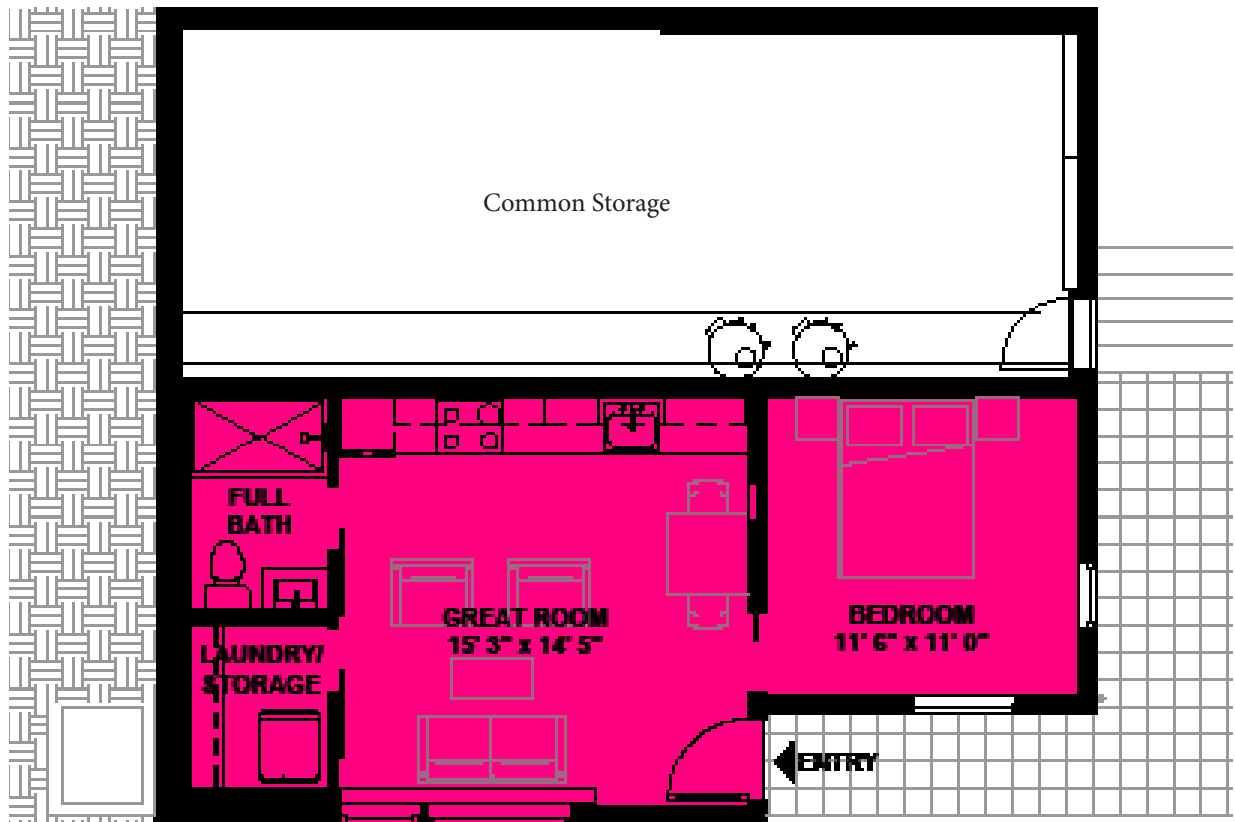 Common Storage
FULL
BATH
GREAT ROOM
15' 3" x 14' 5"
BEDROOM
11' 6" x 11' 0"
LAUNDRY/
STORAGE
ENTRY